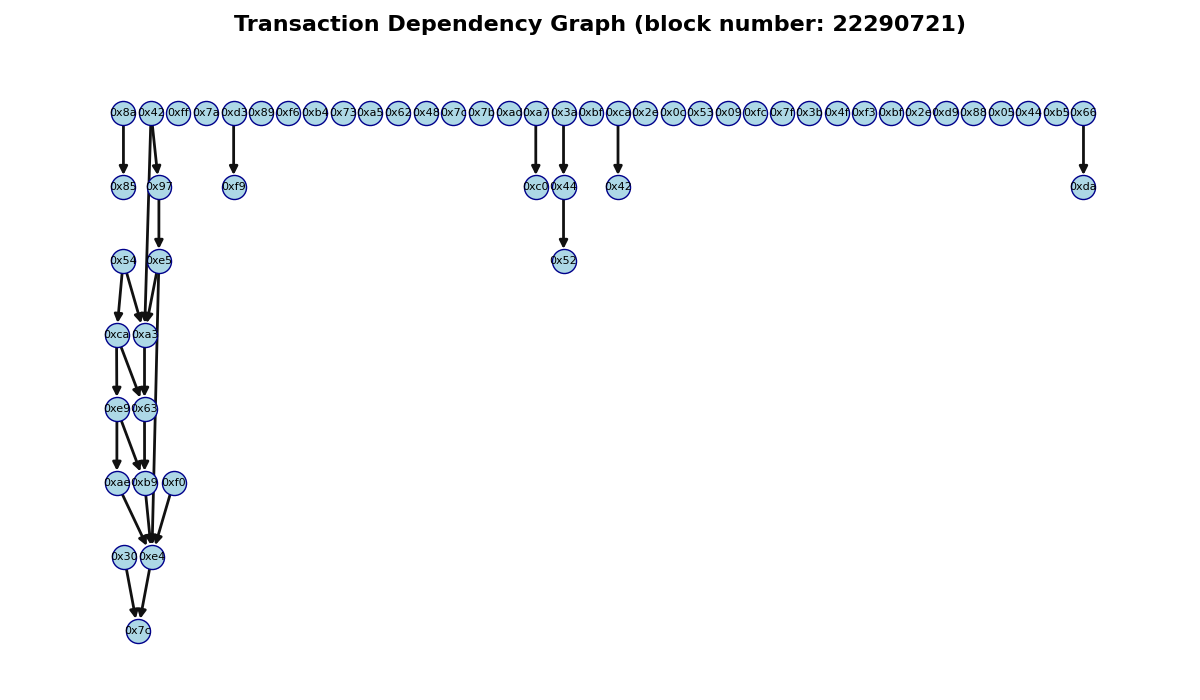 Transaction Dependency Graph (block number: 22290721)
0x8a 0x42 0xff 0x7a 0xd3 0x89 0xf6 0xb4 0x73 0xa5 0x62 0x48 0x7c 0x7b 0xad 0xa7 0x3a 0xbf 0xca 0x2e 0x0c 0x53 0x09 0xfc 0x7f 0x3b 0x4f 0xf3 0xbf 0x2e 0xd9 0x88 0x05 0x44 0xb5 0x66
0x85 0x97 0xf9 0xc0 0x44 0x42 0xda
0x54 0xe5 0x52
0xca 0xa3
0xe9 0x63
0xae 0xb9 0xf0
0x30 0xe4
0x7c